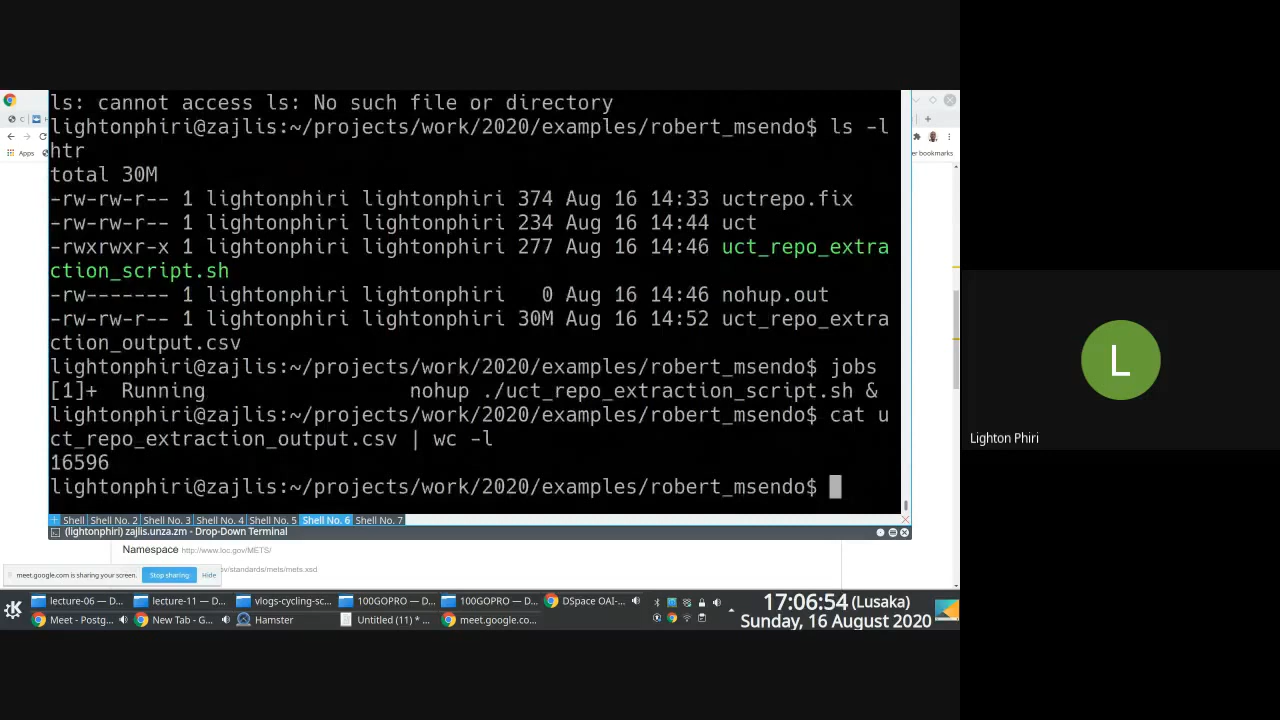 ls: cannot access ls: No such file or directory
lightonphiri@zajlis:~/projects/work/2020/examples/robert_msendo$ ls -l
htr
total 30M
-rw-rw-r-- 1 lightonphiri lightonphiri 374 Aug 16 14:33 uctrepo.fix
-rw-rw-r-- 1 lightonphiri lightonphiri 234 Aug 16 14:44 uct
-rwxrwxr-x 1 lightonphiri lightonphiri 277 Aug 16 14:46 uct_repo_extra
ction_script.sh
-rw------- 1 lightonphiri lightonphiri   0 Aug 16 14:46 nohup.out
-rw-rw-r-- 1 lightonphiri lightonphiri 30M Aug 16 14:52 uct_repo_extra
ction_output.csv
lightonphiri@zajlis:~/projects/work/2020/examples/robert_msendo$ jobs
[1]+  Running                 nohup ./uct_repo_extraction_script.sh &
lightonphiri@zajlis:~/projects/work/2020/examples/robert_msendo$ cat u
ct_repo_extraction_output.csv | wc -l
16596
lightonphiri@zajlis:~/projects/work/2020/examples/robert_msendo$
Apps
er bookmarks
Shell Shell No. 2 Shell No. 3 Shell No. 4 Shell No. 5 Shell No. 6 Shell No. 7
(lightonphiri) zajlis.unza.zm - Drop-Down Terminal
Namespace http://www.loc.gov/METS/
ov/standards/mets/mets.xsd
meet.google.com is sharing your screen. Stop sharing Hide
lecture-06 — D... lecture-11 — D... vlogs-cycling-sc... 100GOPRO — D... 100GOPRO — D... DSpace OAI-...
Meet - Postg... New Tab - G... Hamster Untitled (11) * ... meet.google.co...
17:06:54 (Lusaka)
Sunday, 16 August 2020
L
Lighton Phiri